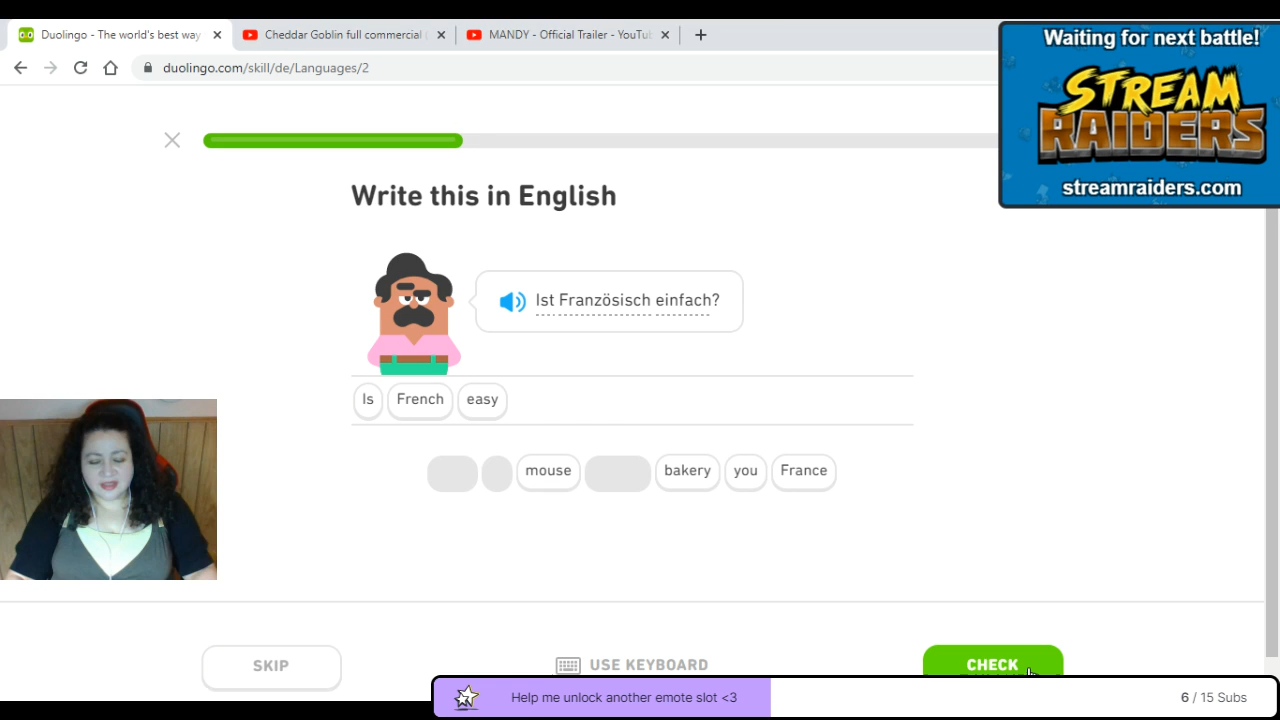 Duolingo - The world's best way
Cheddar Goblin full commercial (
MANDY - Official Trailer - YouTu
duolingo.com/skill/de/Languages/2
Waiting for next battle!
STREAM
RAIDERS
streamraiders.com
Write this in English
Ist Französisch einfach?
Is French easy
mouse bakery you France
SKIP
USE KEYBOARD
CHECK
Help me unlock another emote slot <3
6 / 15 Subs